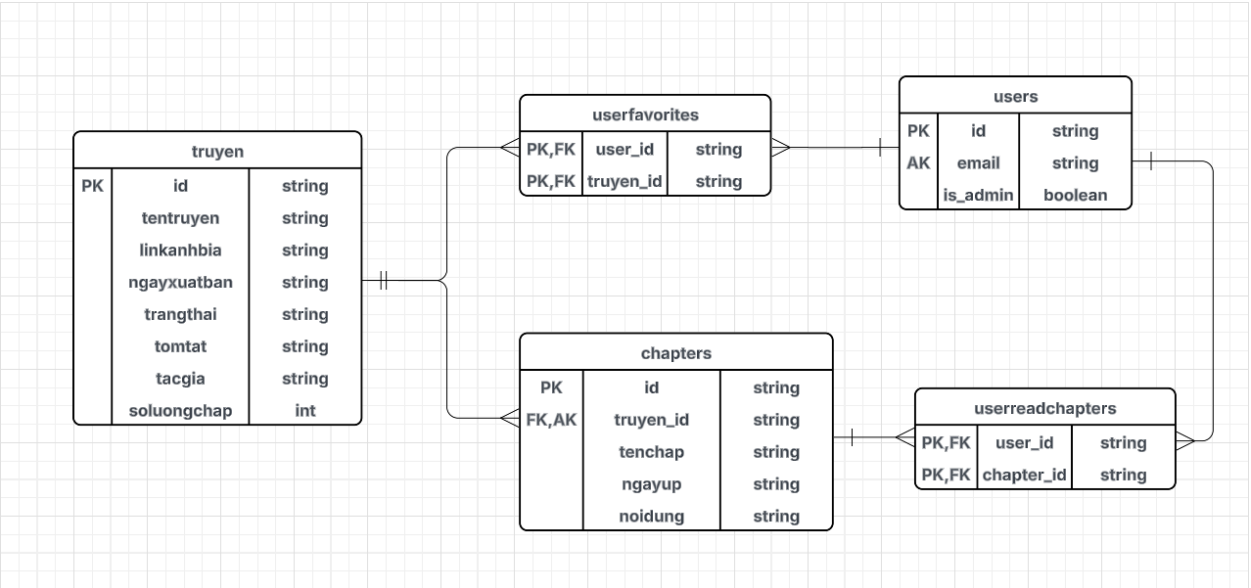 truyen
PK id string
tentruyen string
linkanhbia string
ngayxuatban string
trangthai string
tomtat string
tacgia string
soluongchap int
userfavorites
PK,FK user_id string
PK,FK truyen_id string
users
PK id string
AK email string
is_admin boolean
chapters
PK id string
FK,AK truyen_id string
tenchap string
ngayup string
noidung string
userreadchapters
PK,FK user_id string
PK,FK chapter_id string